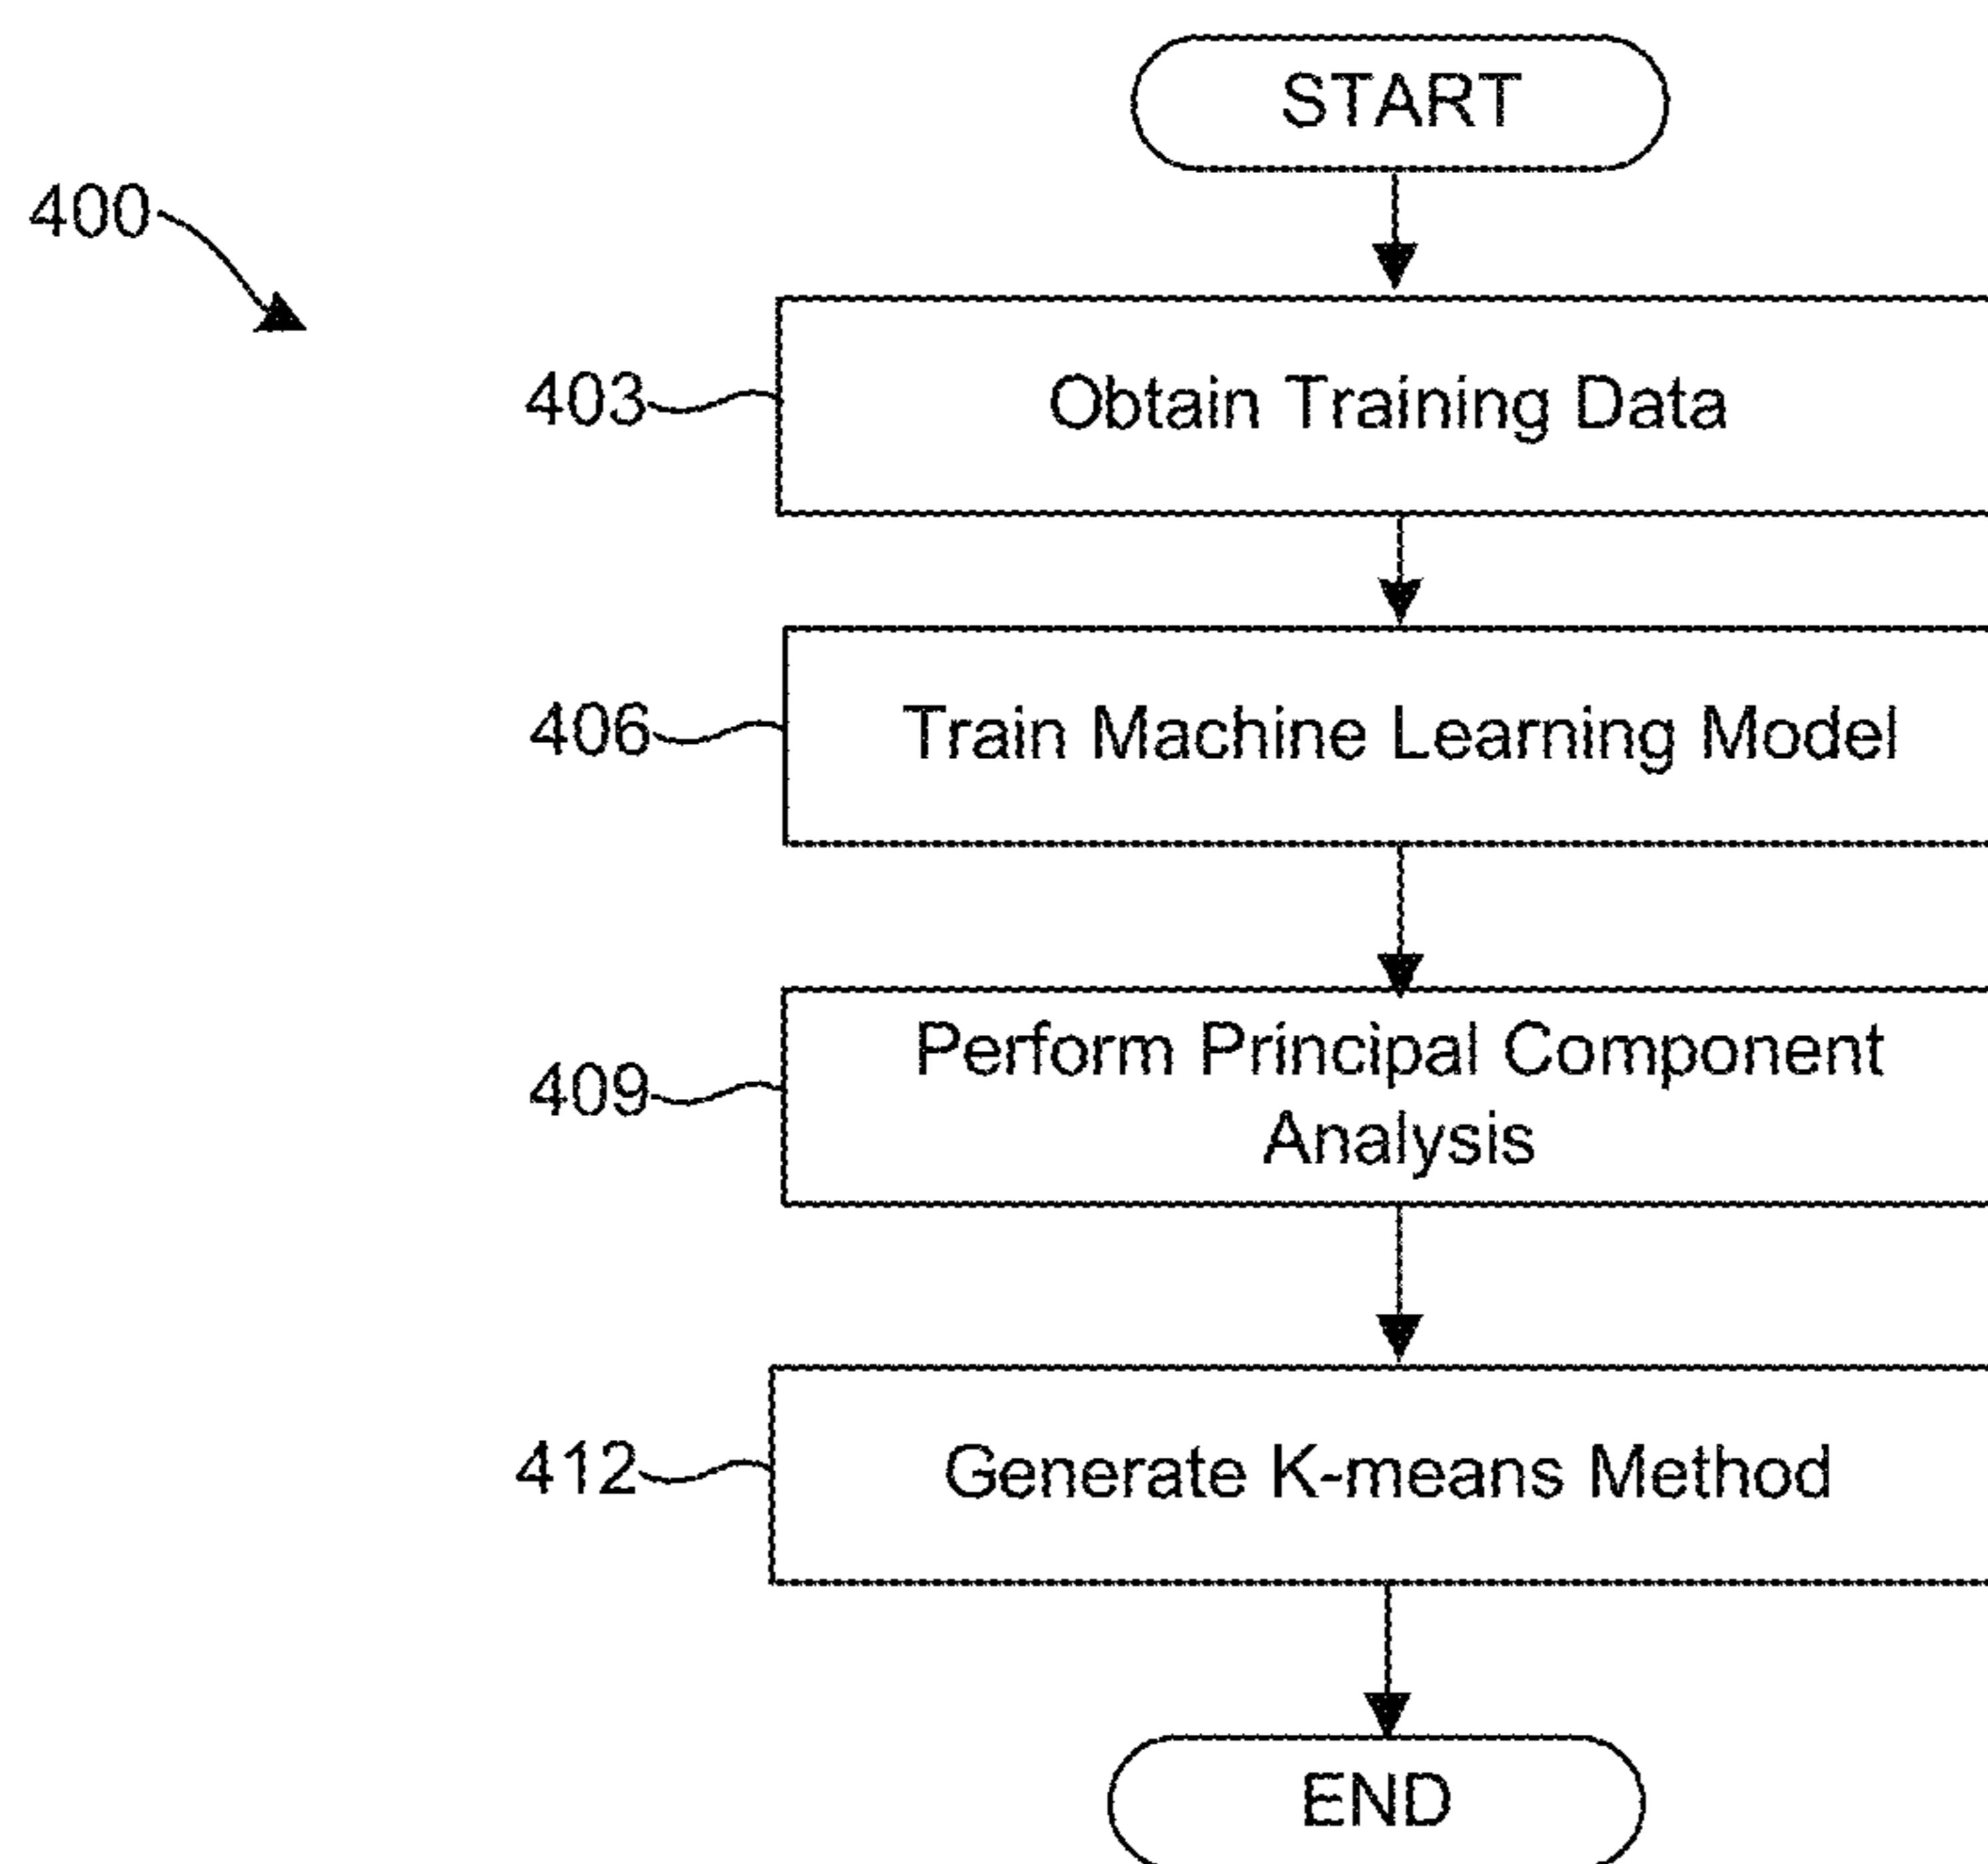 START
400
403
Obtain Training Data
406
Train Machine Learning Model
409
Perform Principal Component
Analysis
412
Generate K-means Method
END